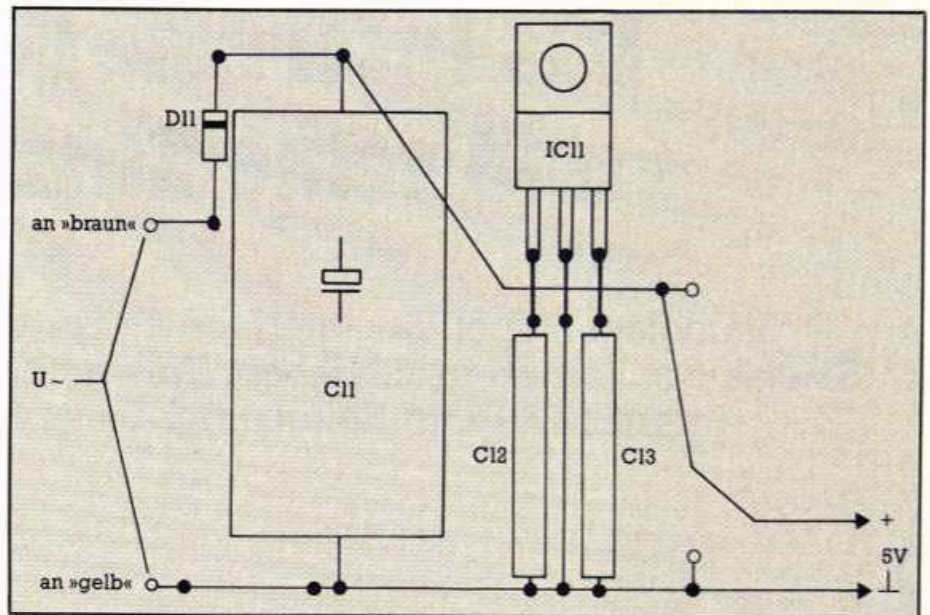 D11
IC11
an »braun«
U~
C11
C12
C13
+
5V
⊥
an »gelb«